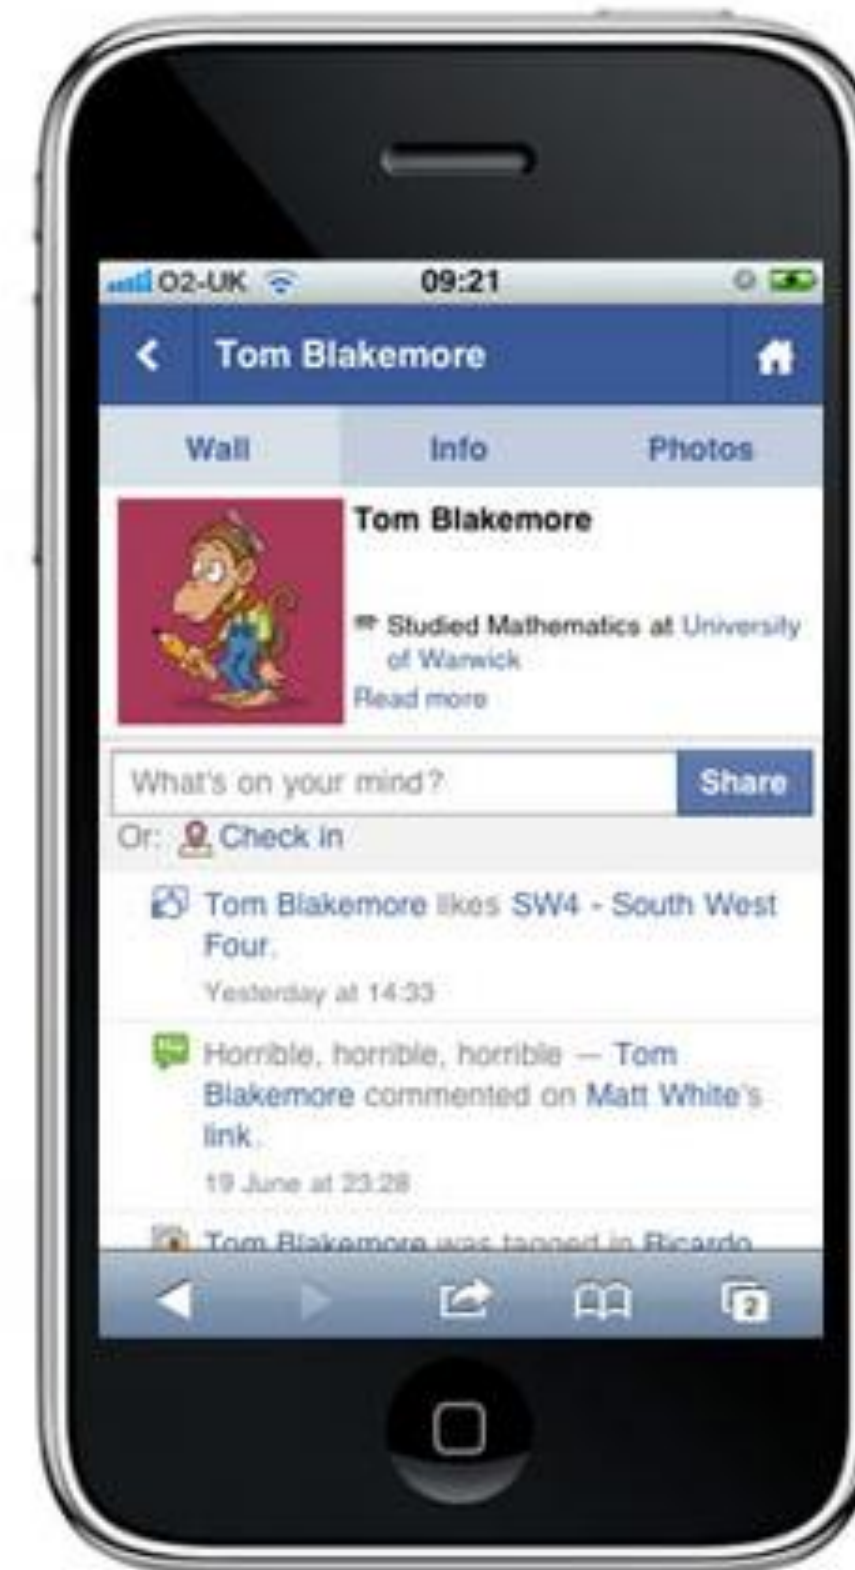 O2-UK 09:21
Tom Blakemore
Wall Info Photos
Tom Blakemore
Studied Mathematics at University
of Warwick
Read more
What's on your mind? Share
Or: Check in
Tom Blakemore likes SW4 - South West
Four.
Yesterday at 14:33
Horrible, horrible, horrible — Tom
Blakemore commented on Matt White's
link.
19 June at 23:28
Tom Blakemore was tagged in Ricardo
2